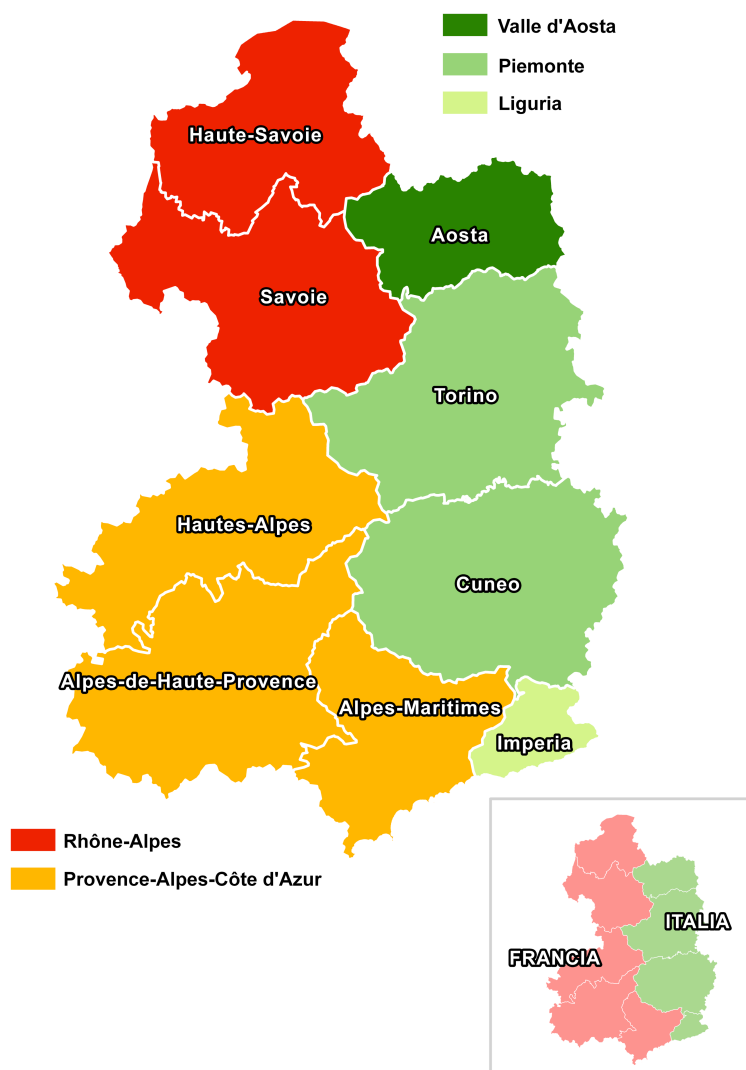 Valle d'Aosta
Piemonte
Liguria
Haute-Savoie
Aosta
Savoie
Torino
Hautes-Alpes
Cuneo
Alpes-de-Haute-Provence
Alpes-Maritimes
Imperia
Rhône-Alpes
Provence-Alpes-Côte d'Azur
ITALIA
FRANCIA